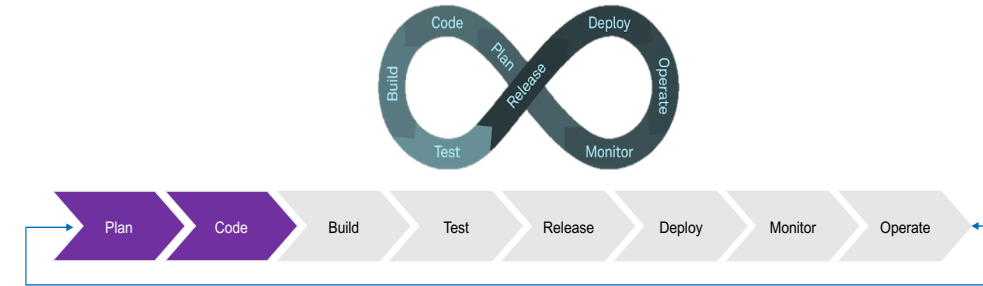 Code
Deploy
Plan
Build
Release
Operate
Test
Monitor
Plan
Code
Build
Test
Release
Deploy
Monitor
Operate